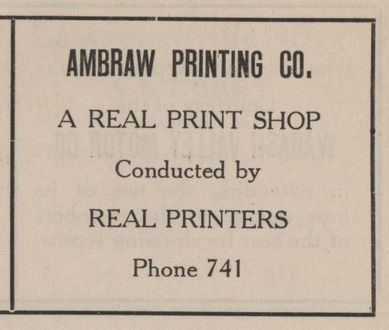 AMBRAW PRINTING CO.
A REAL PRINT SHOP
Conducted by
REAL PRINTERS
Phone 741